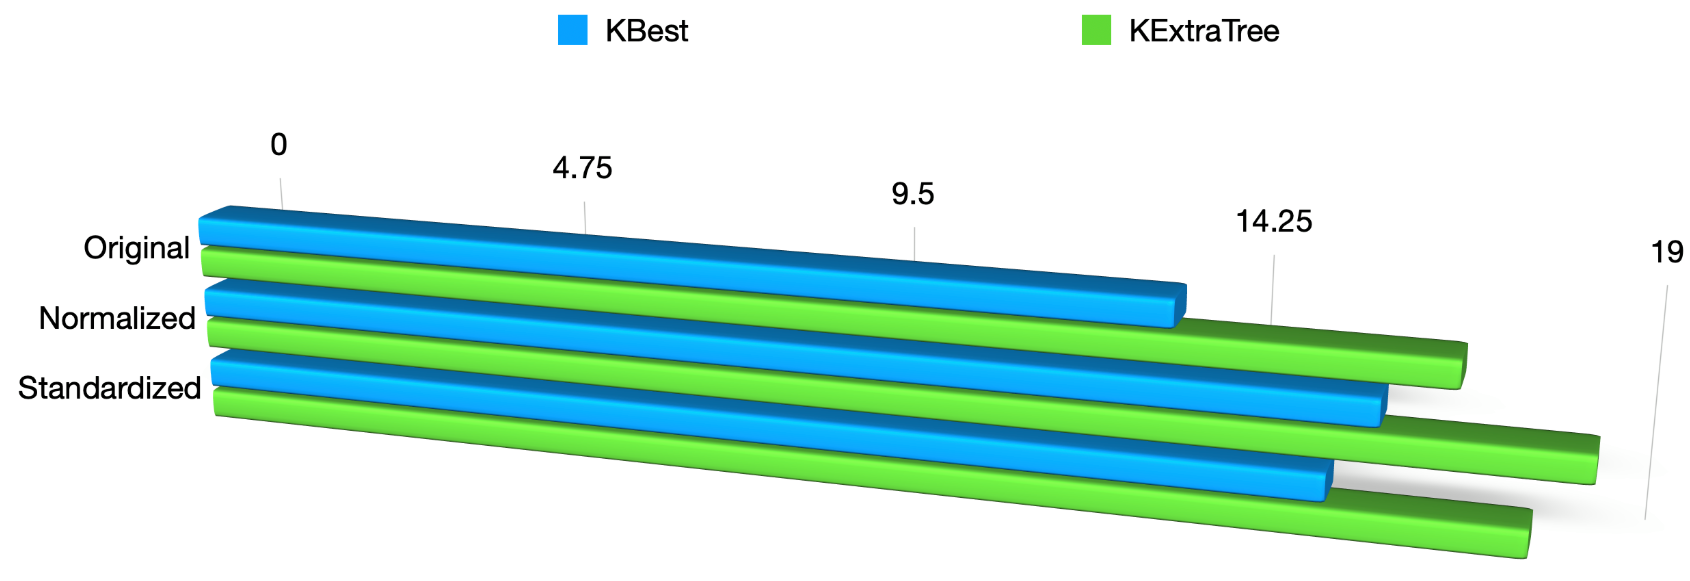 KBest
KExtraTree
0
4.75
9.5
14.25
19
Original
Normalized
Standardized